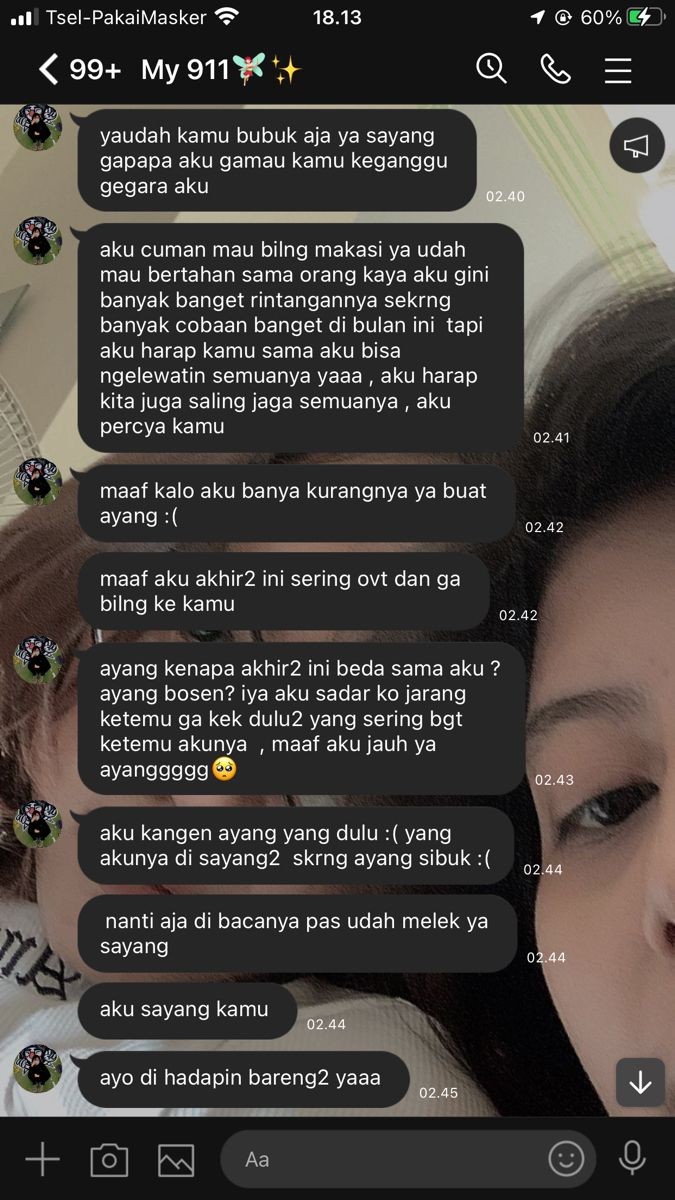 Tsel-PakaiMasker 18.13 60%
99+ My 911🧚✨
yaudah kamu bubuk aja ya sayang
gapapa aku gamau kamu keganggu
gegara aku
02.40
aku cuman mau bilng makasi ya udah
mau bertahan sama orang kaya aku gini
banyak banget rintangannya sekrng
banyak cobaan banget di bulan ini tapi
aku harap kamu sama aku bisa
ngelewatin semuanya yaaa , aku harap
kita juga saling jaga semuanya , aku
percya kamu
02.41
maaf kalo aku banya kurangnya ya buat
ayang :(
02.42
maaf aku akhir2 ini sering ovt dan ga
bilng ke kamu
02.42
ayang kenapa akhir2 ini beda sama aku ?
ayang bosen? iya aku sadar ko jarang
ketemu ga kek dulu2 yang sering bgt
ketemu akunya , maaf aku jauh ya
ayanggggg🥺
02.43
aku kangen ayang yang dulu :( yang
akunya di sayang2 skrng ayang sibuk :(
02.44
nanti aja di bacanya pas udah melek ya
sayang
02.44
aku sayang kamu
02.44
ayo di hadapin bareng2 yaaa
02.45
Aa